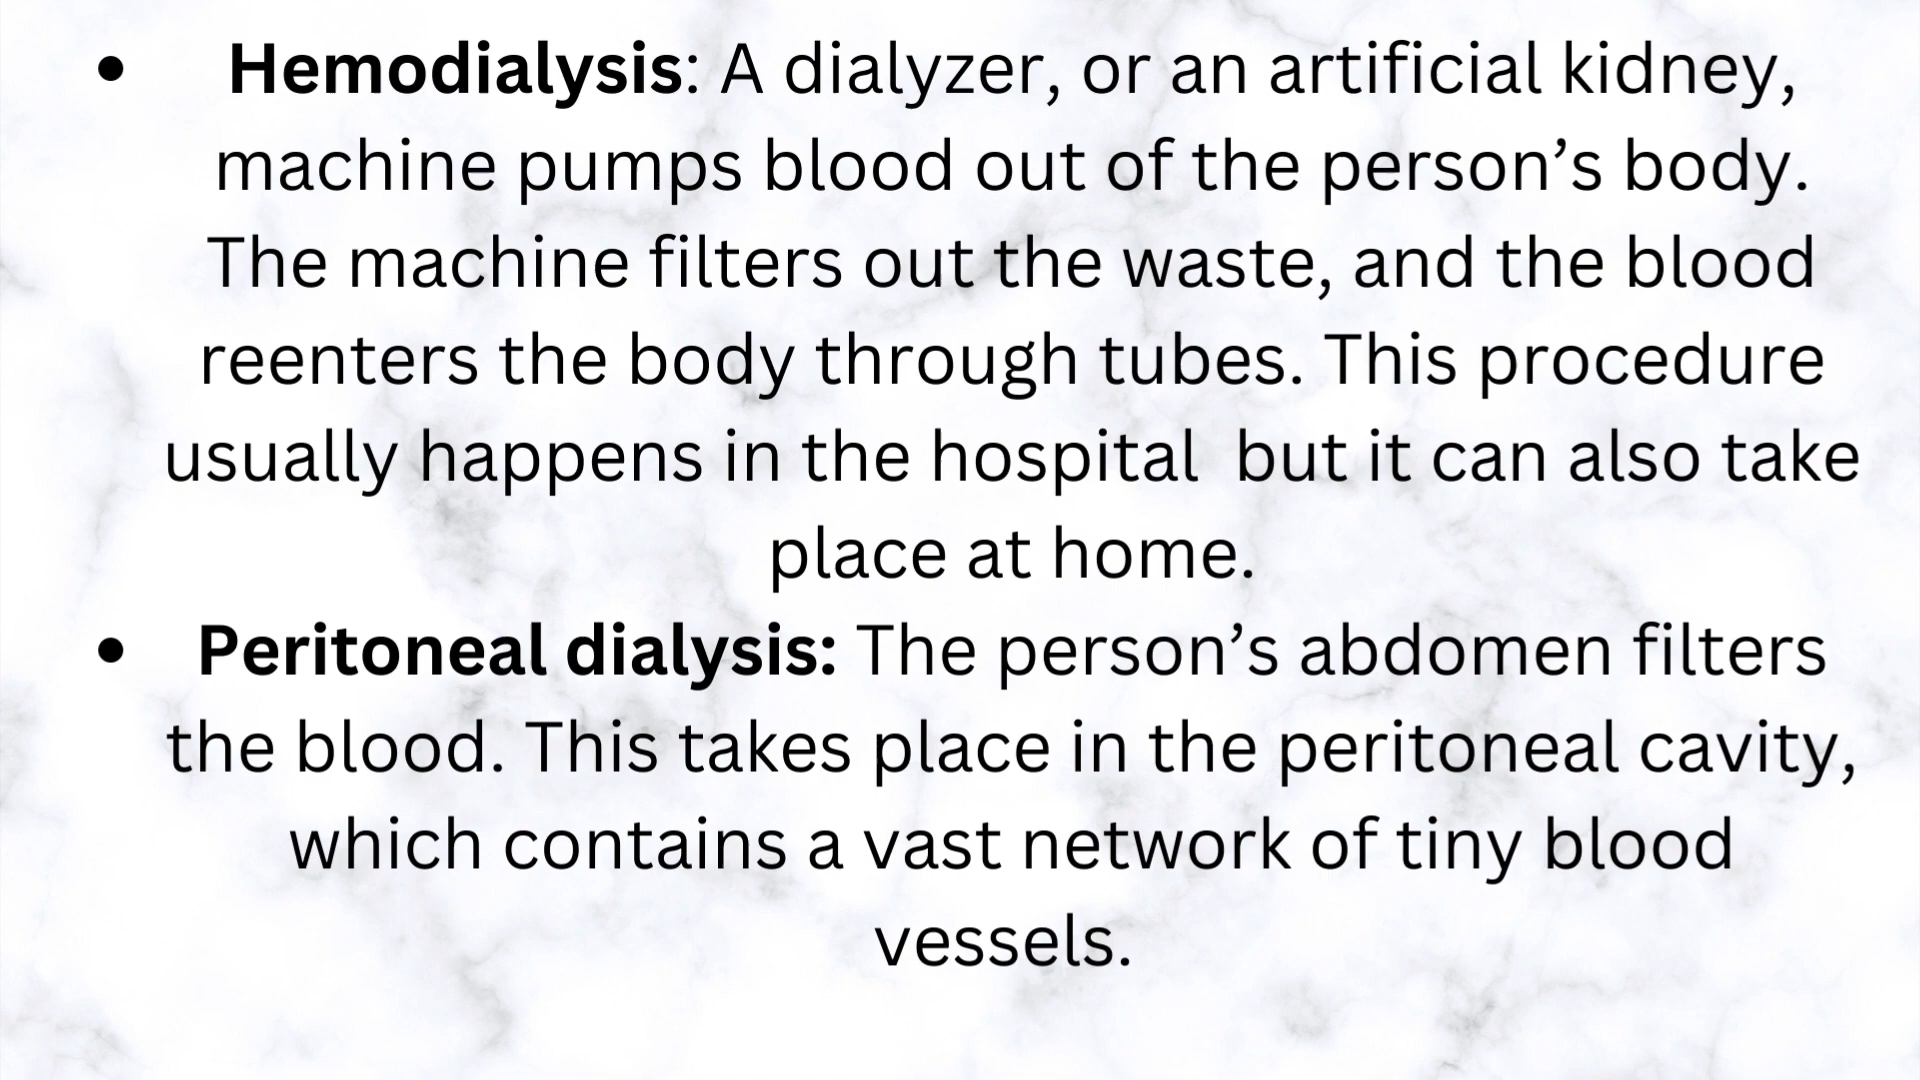 • Hemodialysis: A dialyzer, or an artificial kidney,
machine pumps blood out of the person’s body.
The machine filters out the waste, and the blood
reenters the body through tubes. This procedure
usually happens in the hospital  but it can also take
place at home.
• Peritoneal dialysis: The person’s abdomen filters
the blood. This takes place in the peritoneal cavity,
which contains a vast network of tiny blood
vessels.